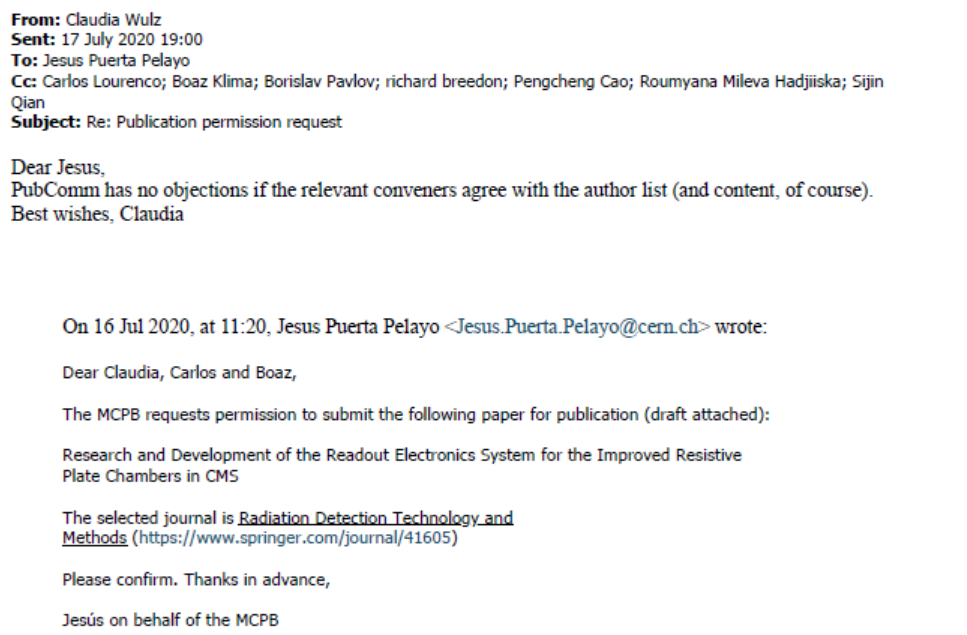 From: Claudia Wulz
Sent: 17 July 2020 19:00
To: Jesus Puerta Pelayo
Cc: Carlos Lourenco; Boaz Klima; Borislav Pavlov; richard breedon; Pengcheng Cao; Roumyana Mileva Hadjiiska; Sijin
Qian
Subject: Re: Publication permission request
Dear Jesus,
PubComm has no objections if the relevant conveners agree with the author list (and content, of course).
Best wishes, Claudia
On 16 Jul 2020, at 11:20, Jesus Puerta Pelayo <Jesus.Puerta.Pelayo@cern.ch> wrote:
Dear Claudia, Carlos and Boaz,
The MCPB requests permission to submit the following paper for publication (draft attached):
Research and Development of the Readout Electronics System for the Improved Resistive
Plate Chambers in CMS
The selected journal is Radiation Detection Technology and
Methods (https://www.springer.com/journal/41605)
Please confirm. Thanks in advance,
Jesús on behalf of the MCPB